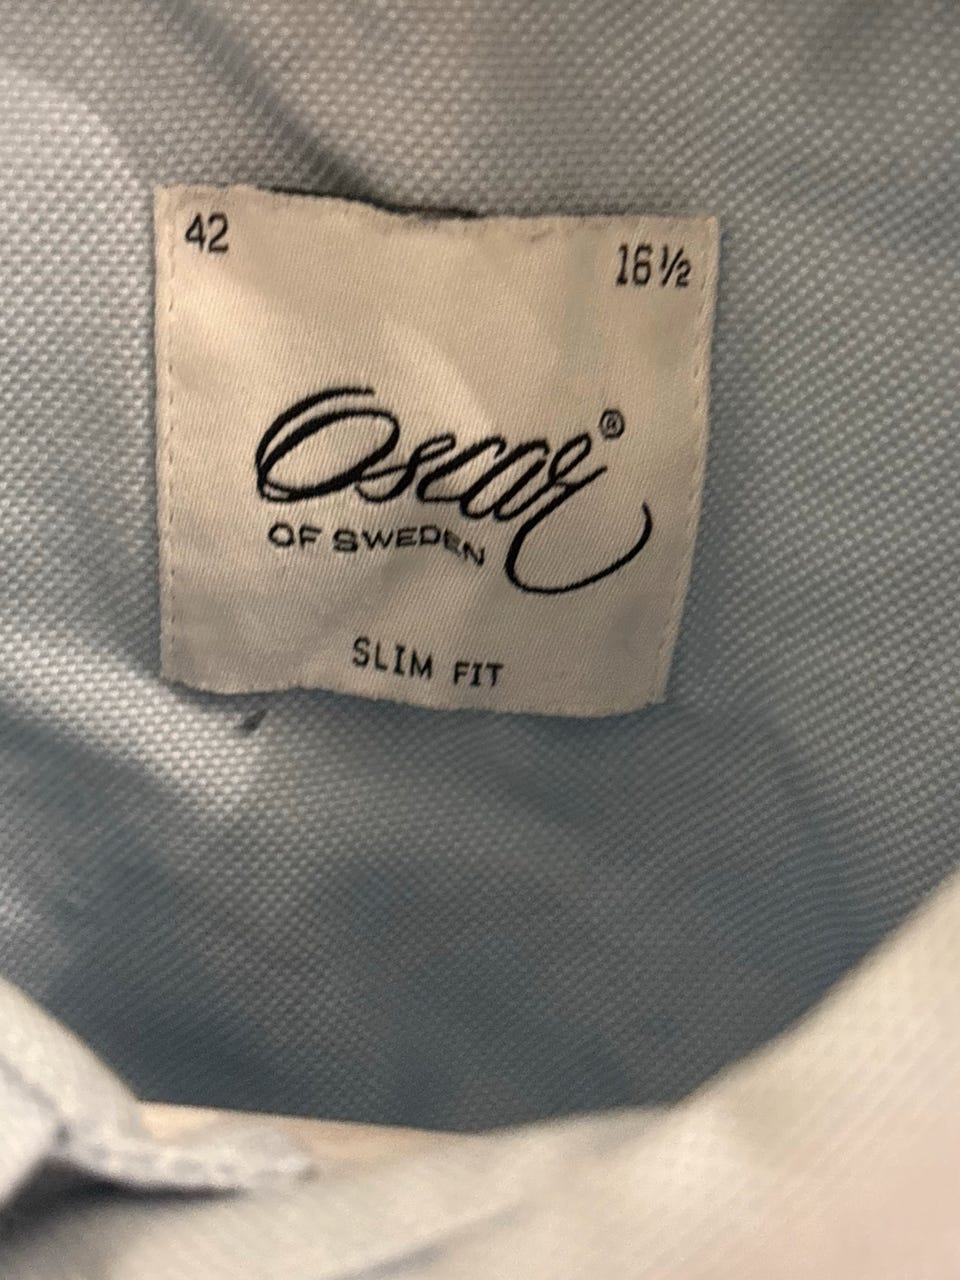 42 16½
Oscar®
OF SWEDEN
SLIM FIT